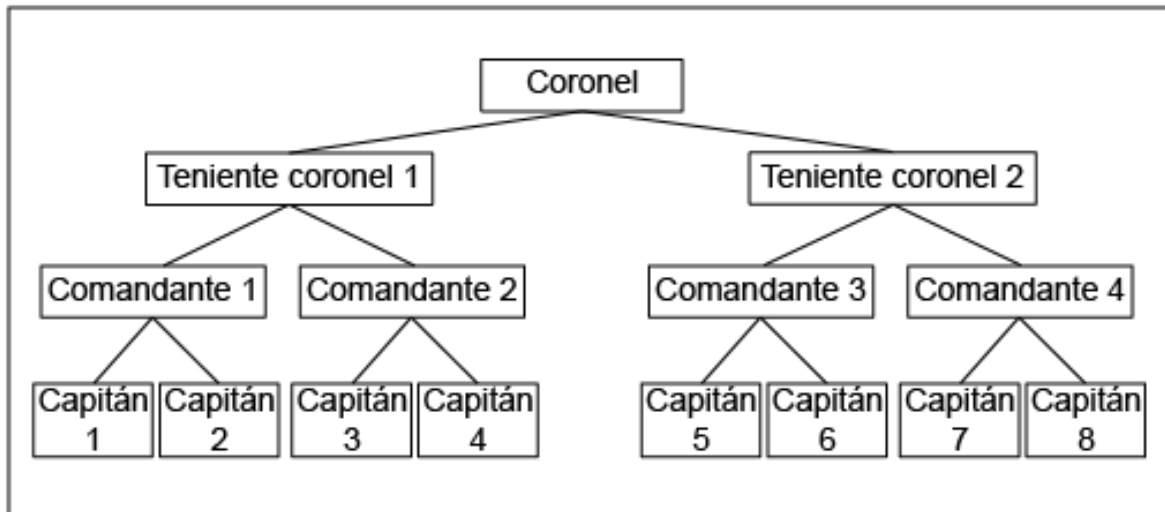 Coronel
Teniente coronel 1
Teniente coronel 2
Comandante 1
Comandante 2
Comandante 3
Comandante 4
Capitán
1
Capitán
2
Capitán
3
Capitán
4
Capitán
5
Capitán
6
Capitán
7
Capitán
8